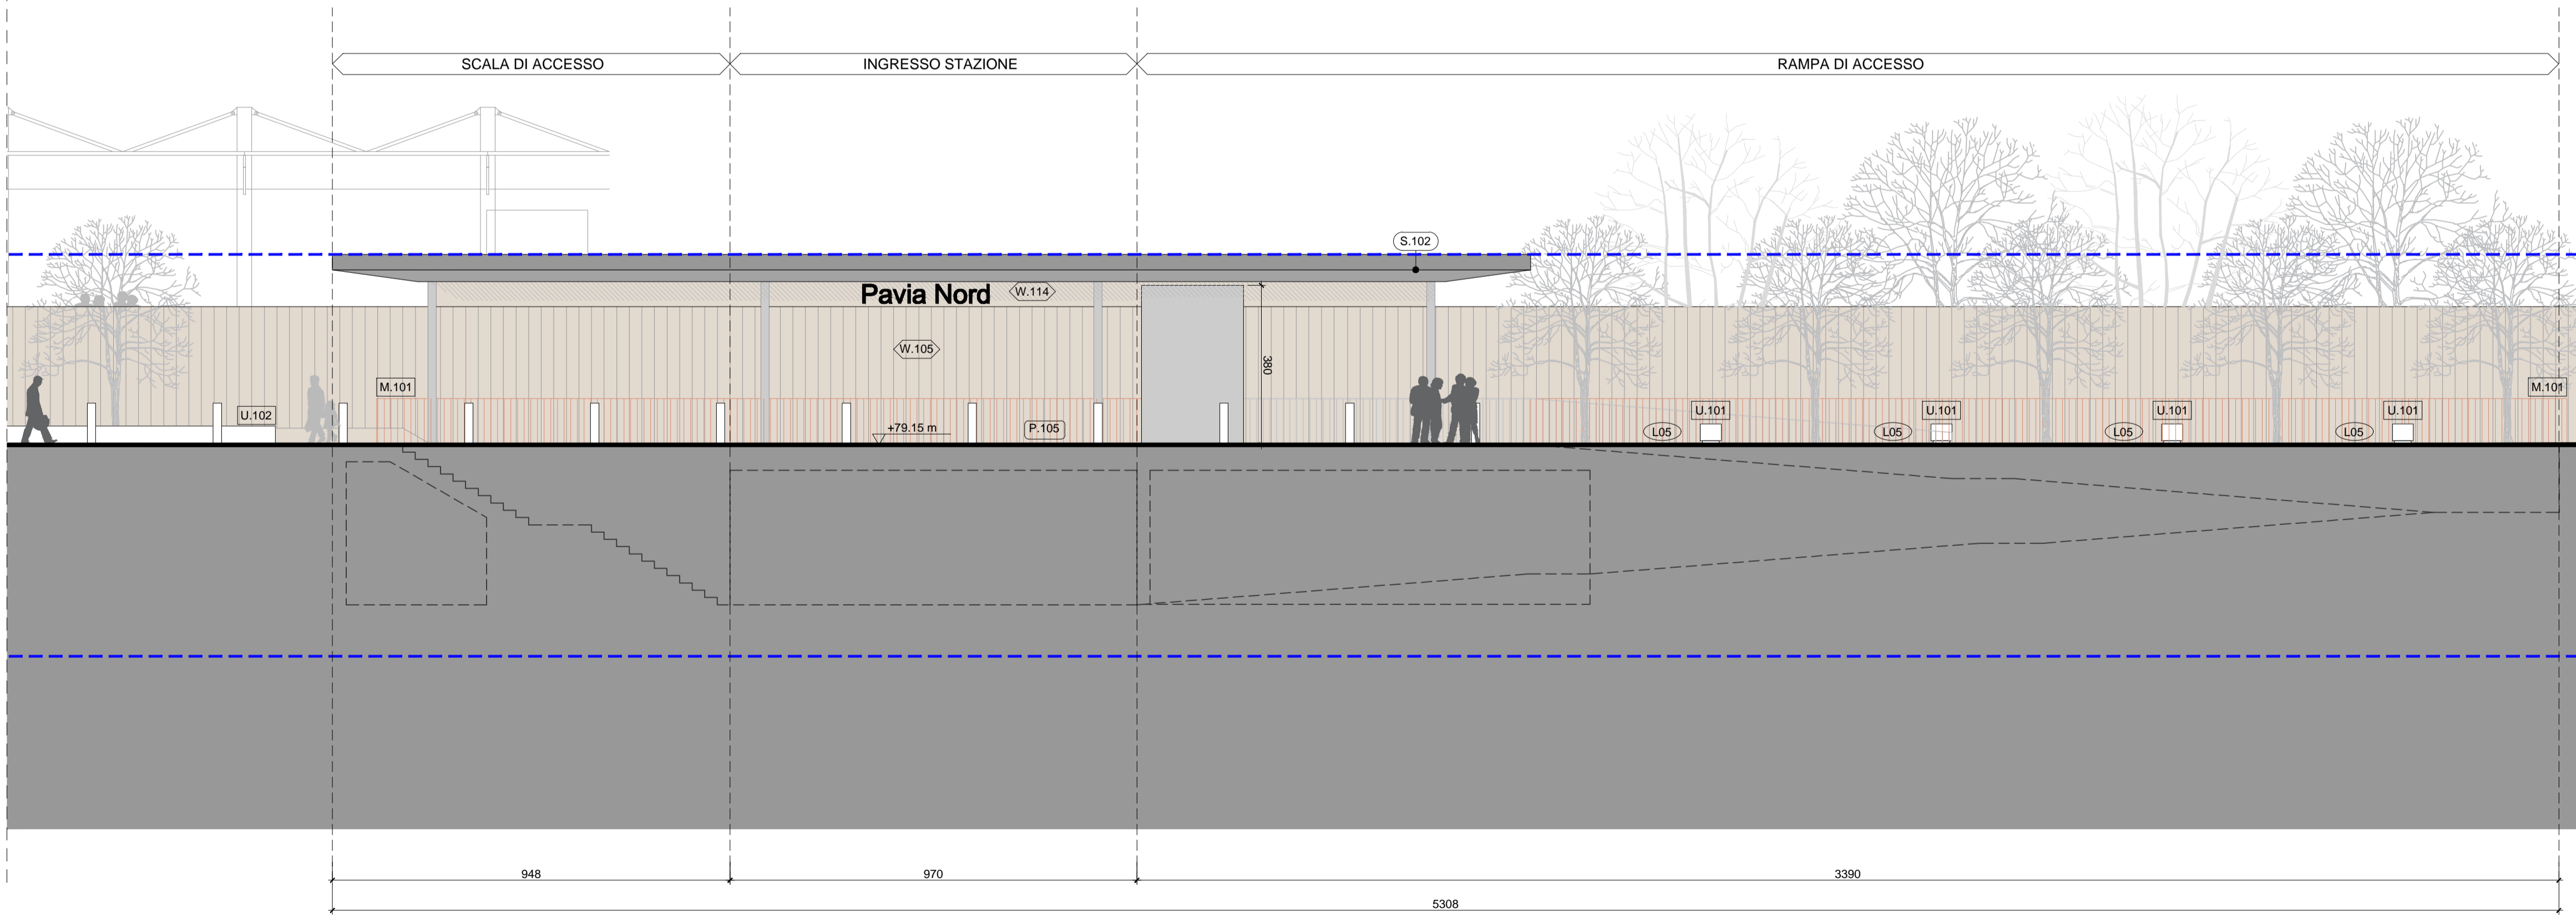 SCALA DI ACCESSO
INGRESSO STAZIONE
RAMPA DI ACCESSO
S.102
Pavia Nord
W.114
W.105
380
M.101
M.101
U.102
U.101
U.101
U.101
U.101
+79.15 m
P.105
L05
L05
L05
L05
948
970
3390
5308